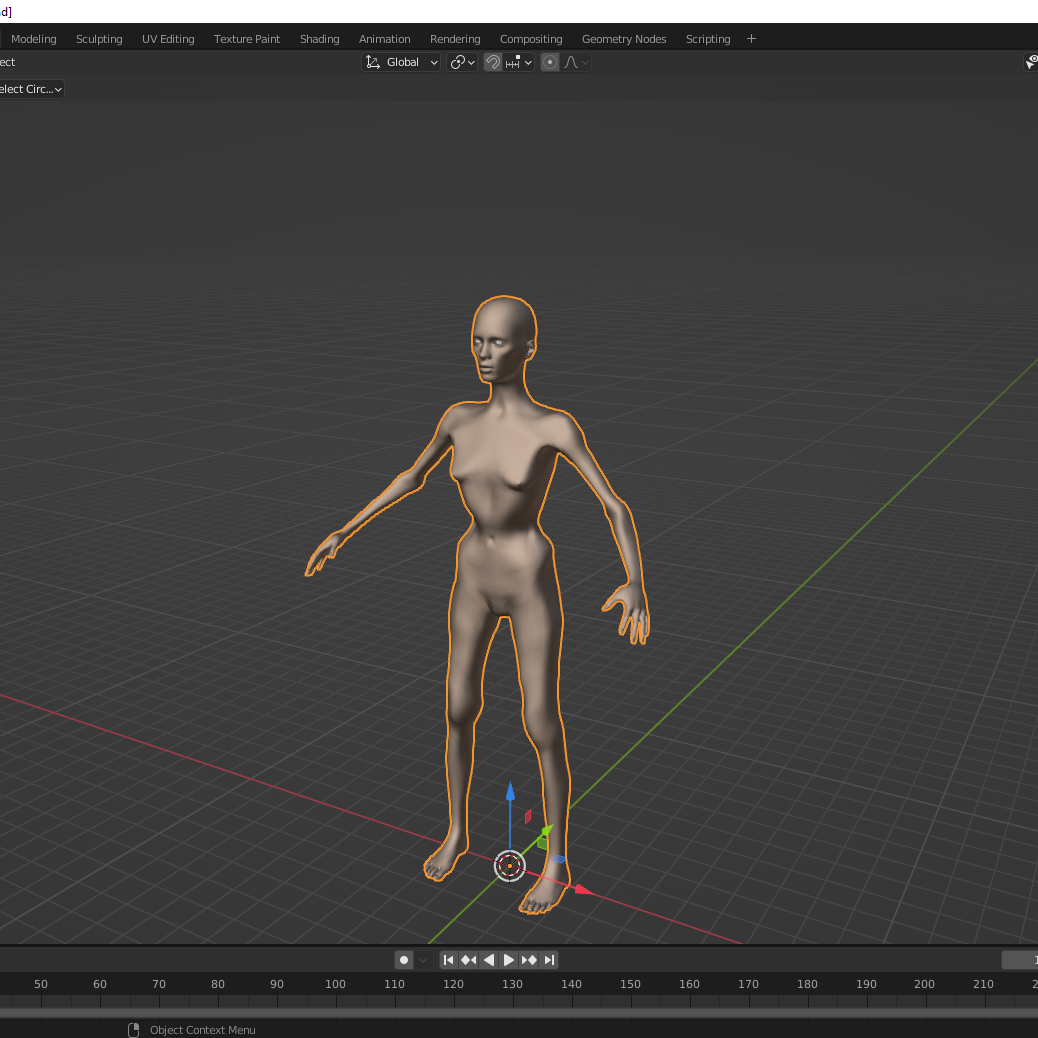 d]
Modeling Sculpting UV Editing Texture Paint Shading Animation Rendering Compositing Geometry Nodes Scripting +
ect Global
elect Circ...
50 60 70 80 90 100 110 120 130 140 150 160 170 180 190 200 210 2
Object Context Menu